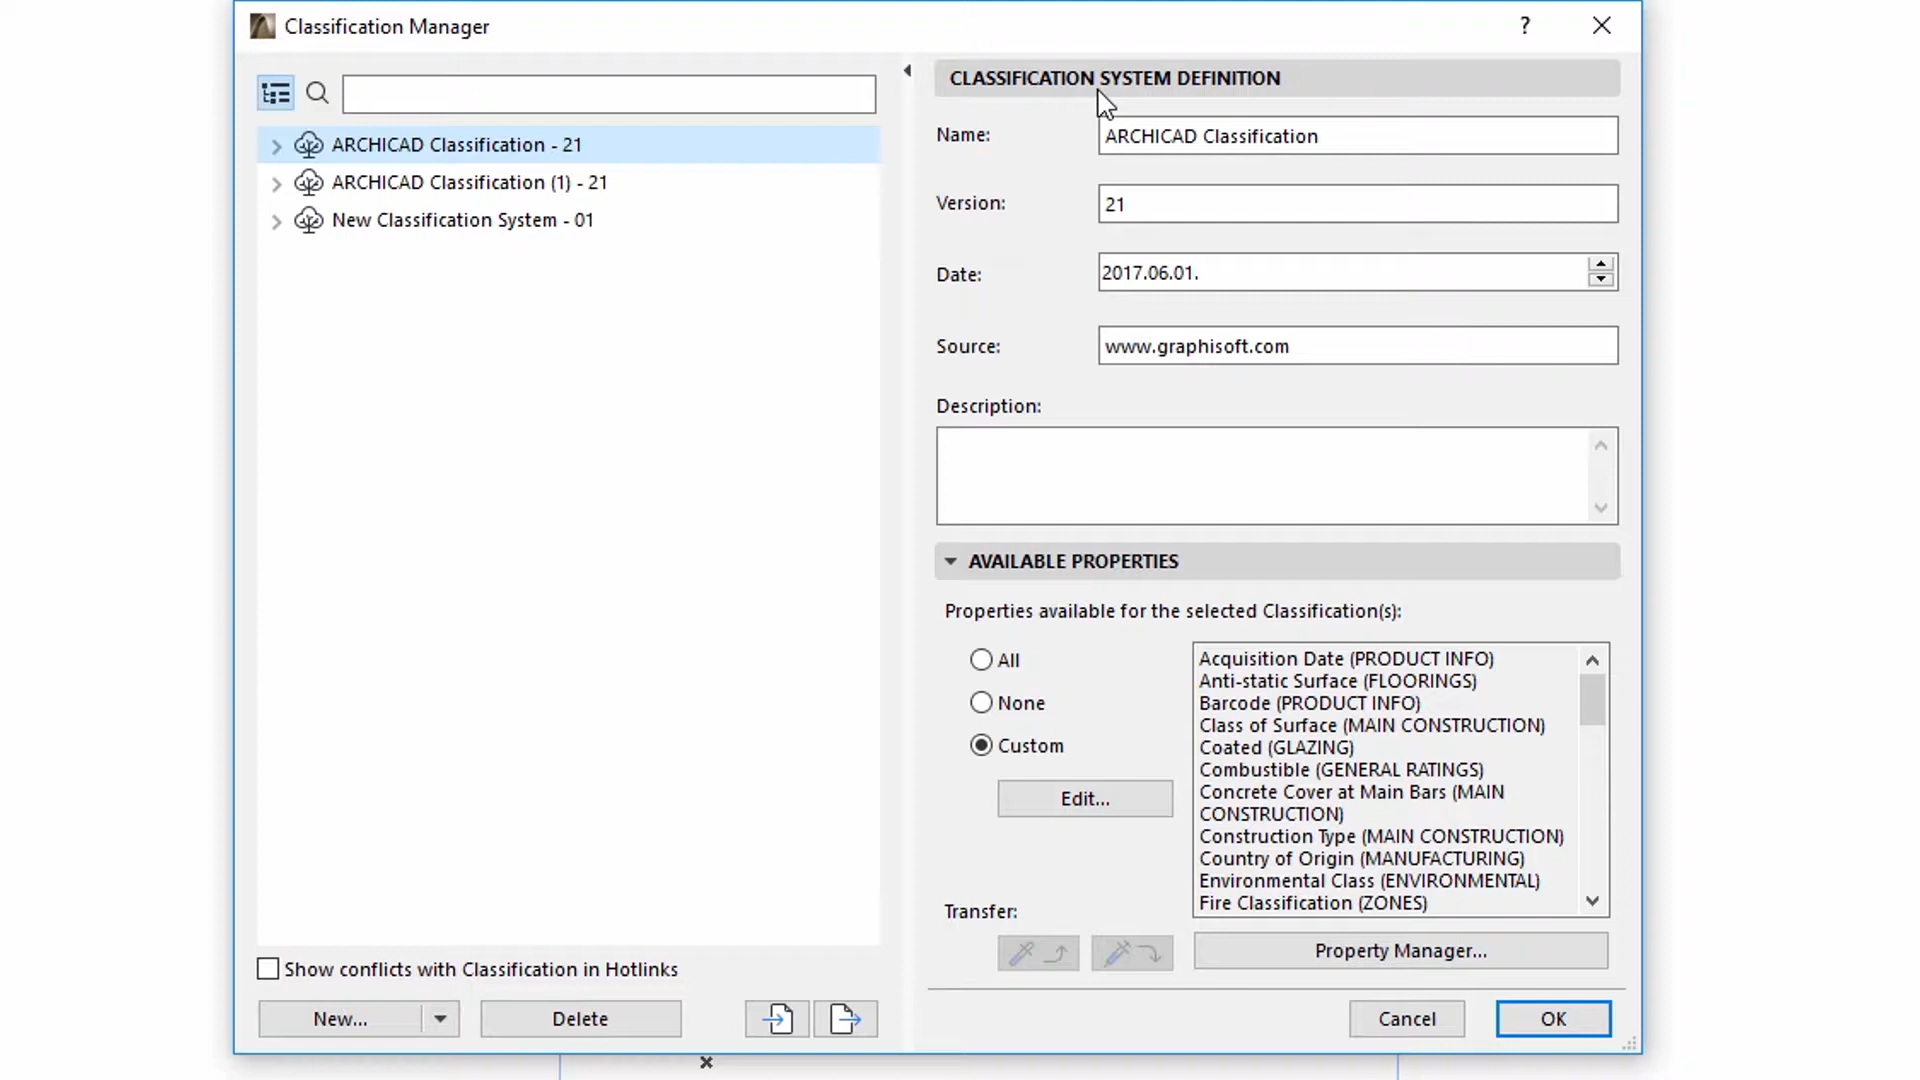 Classification Manager
?
ARCHICAD Classification - 21
ARCHICAD Classification (1) - 21
New Classification System - 01
Show conflicts with Classification in Hotlinks
New...
Delete
CLASSIFICATION SYSTEM DEFINITION
Name: ARCHICAD Classification
Version: 21
Date: 2017.06.01.
Source: www.graphisoft.com
Description:
AVAILABLE PROPERTIES
Properties available for the selected Classification(s):
All
None
Custom
Edit...
Acquisition Date (PRODUCT INFO)
Anti-static Surface (FLOORINGS)
Barcode (PRODUCT INFO)
Class of Surface (MAIN CONSTRUCTION)
Coated (GLAZING)
Combustible (GENERAL RATINGS)
Concrete Cover at Main Bars (MAIN
CONSTRUCTION)
Construction Type (MAIN CONSTRUCTION)
Country of Origin (MANUFACTURING)
Environmental Class (ENVIRONMENTAL)
Fire Classification (ZONES)
Transfer:
Property Manager...
Cancel
OK